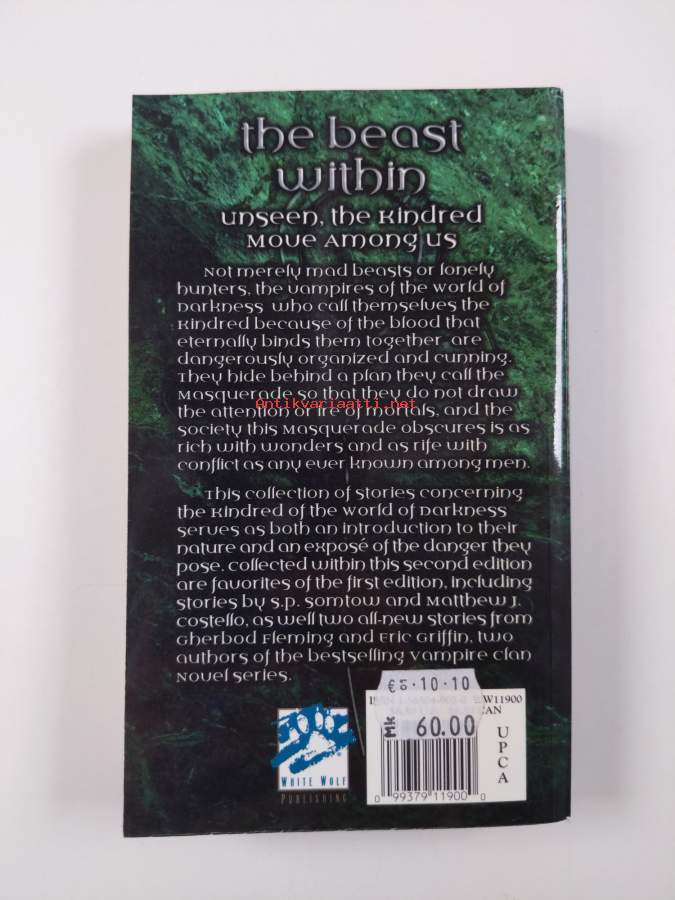 the beast
within
unseen, the Kindred
Move Among us
Not merely mad beasts or lonely
hunters, the vampires of the World of
Darkness who call themselves the
Kindred because of the blood that
eternally binds them together are
dangerously organized and cunning.
They hide behind a plan they call the
Masquerade so that they do not draw
Antikvariaatti.net
the attention or ire of mortals, and the
society this Masquerade obscures is as
rich with wonders and as rife with
conflict as any ever known among men.
This collection of stories concerning
the Kindred of the World of Darkness
serves as both an introduction to their
nature and an exposé of the danger they
pose. Collected within this second edition
are favorites of the first edition, including
stories by S.P. Somtow and Matthew J.
Costello, as well two all-new stories from
Gherbod Fleming and Eric Griffin, two
authors of the bestselling Vampire Clan
Novel series.
10.10
WW11900
Mk 60.00
UPCA
WHITE WOLF
PUBLISHING
0 99379 11900 0